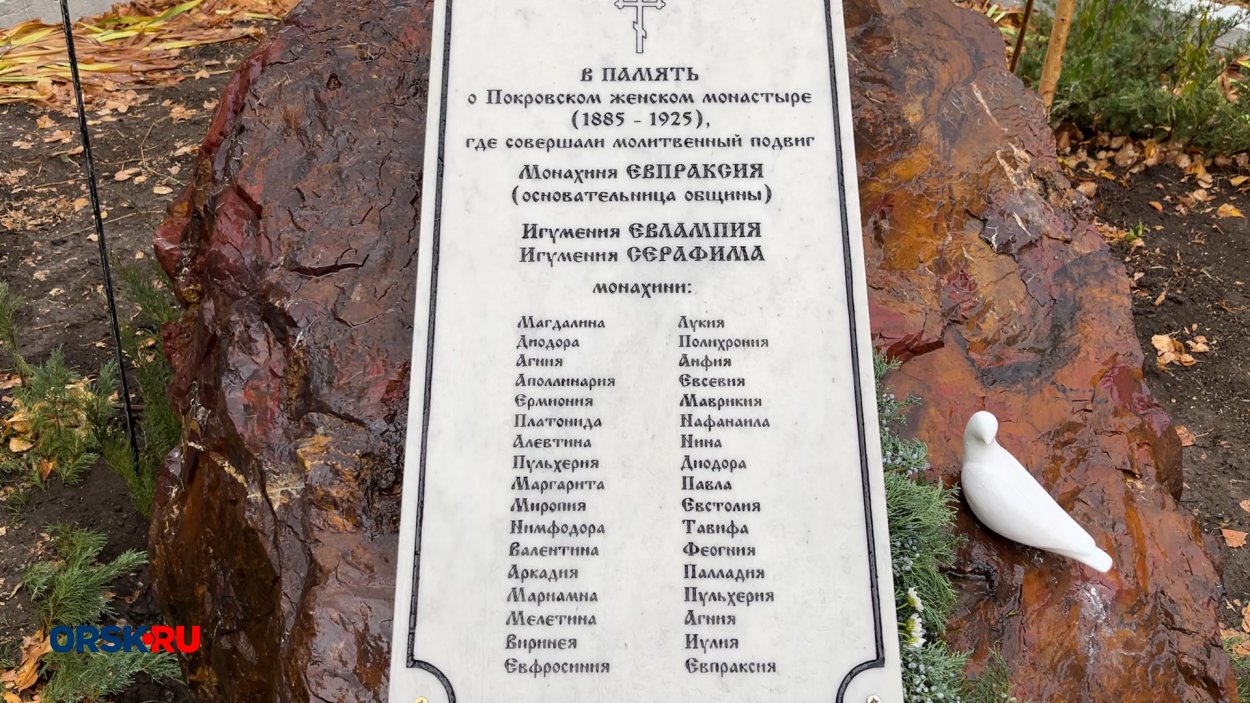 В ПАМЯТЬ
о Покровском женском монастыре
(1885 - 1925),
где совершали молитвенный подвиг
Монахиня ЕВПРАКСИЯ
(основательница общины)
Игумения ЕВЛАМПИЯ
Игумения СЕРАФИМА
монахини:
Магдалина
Диодора
Агния
Аполлинария
Ермиония
Платонида
Алевтина
Пульхерия
Маргарита
Миропия
Нимфодора
Валентина
Аркадия
Мариамна
Мелетина
Виринея
Евфросиния
Лукия
Полихрония
Анфия
Евсевия
Маврикия
Нафанаила
Нина
Диодора
Павла
Евстолия
Тавифа
Феогния
Палладия
Пульхерия
Агния
Иулия
Евпраксия
ORSK.RU